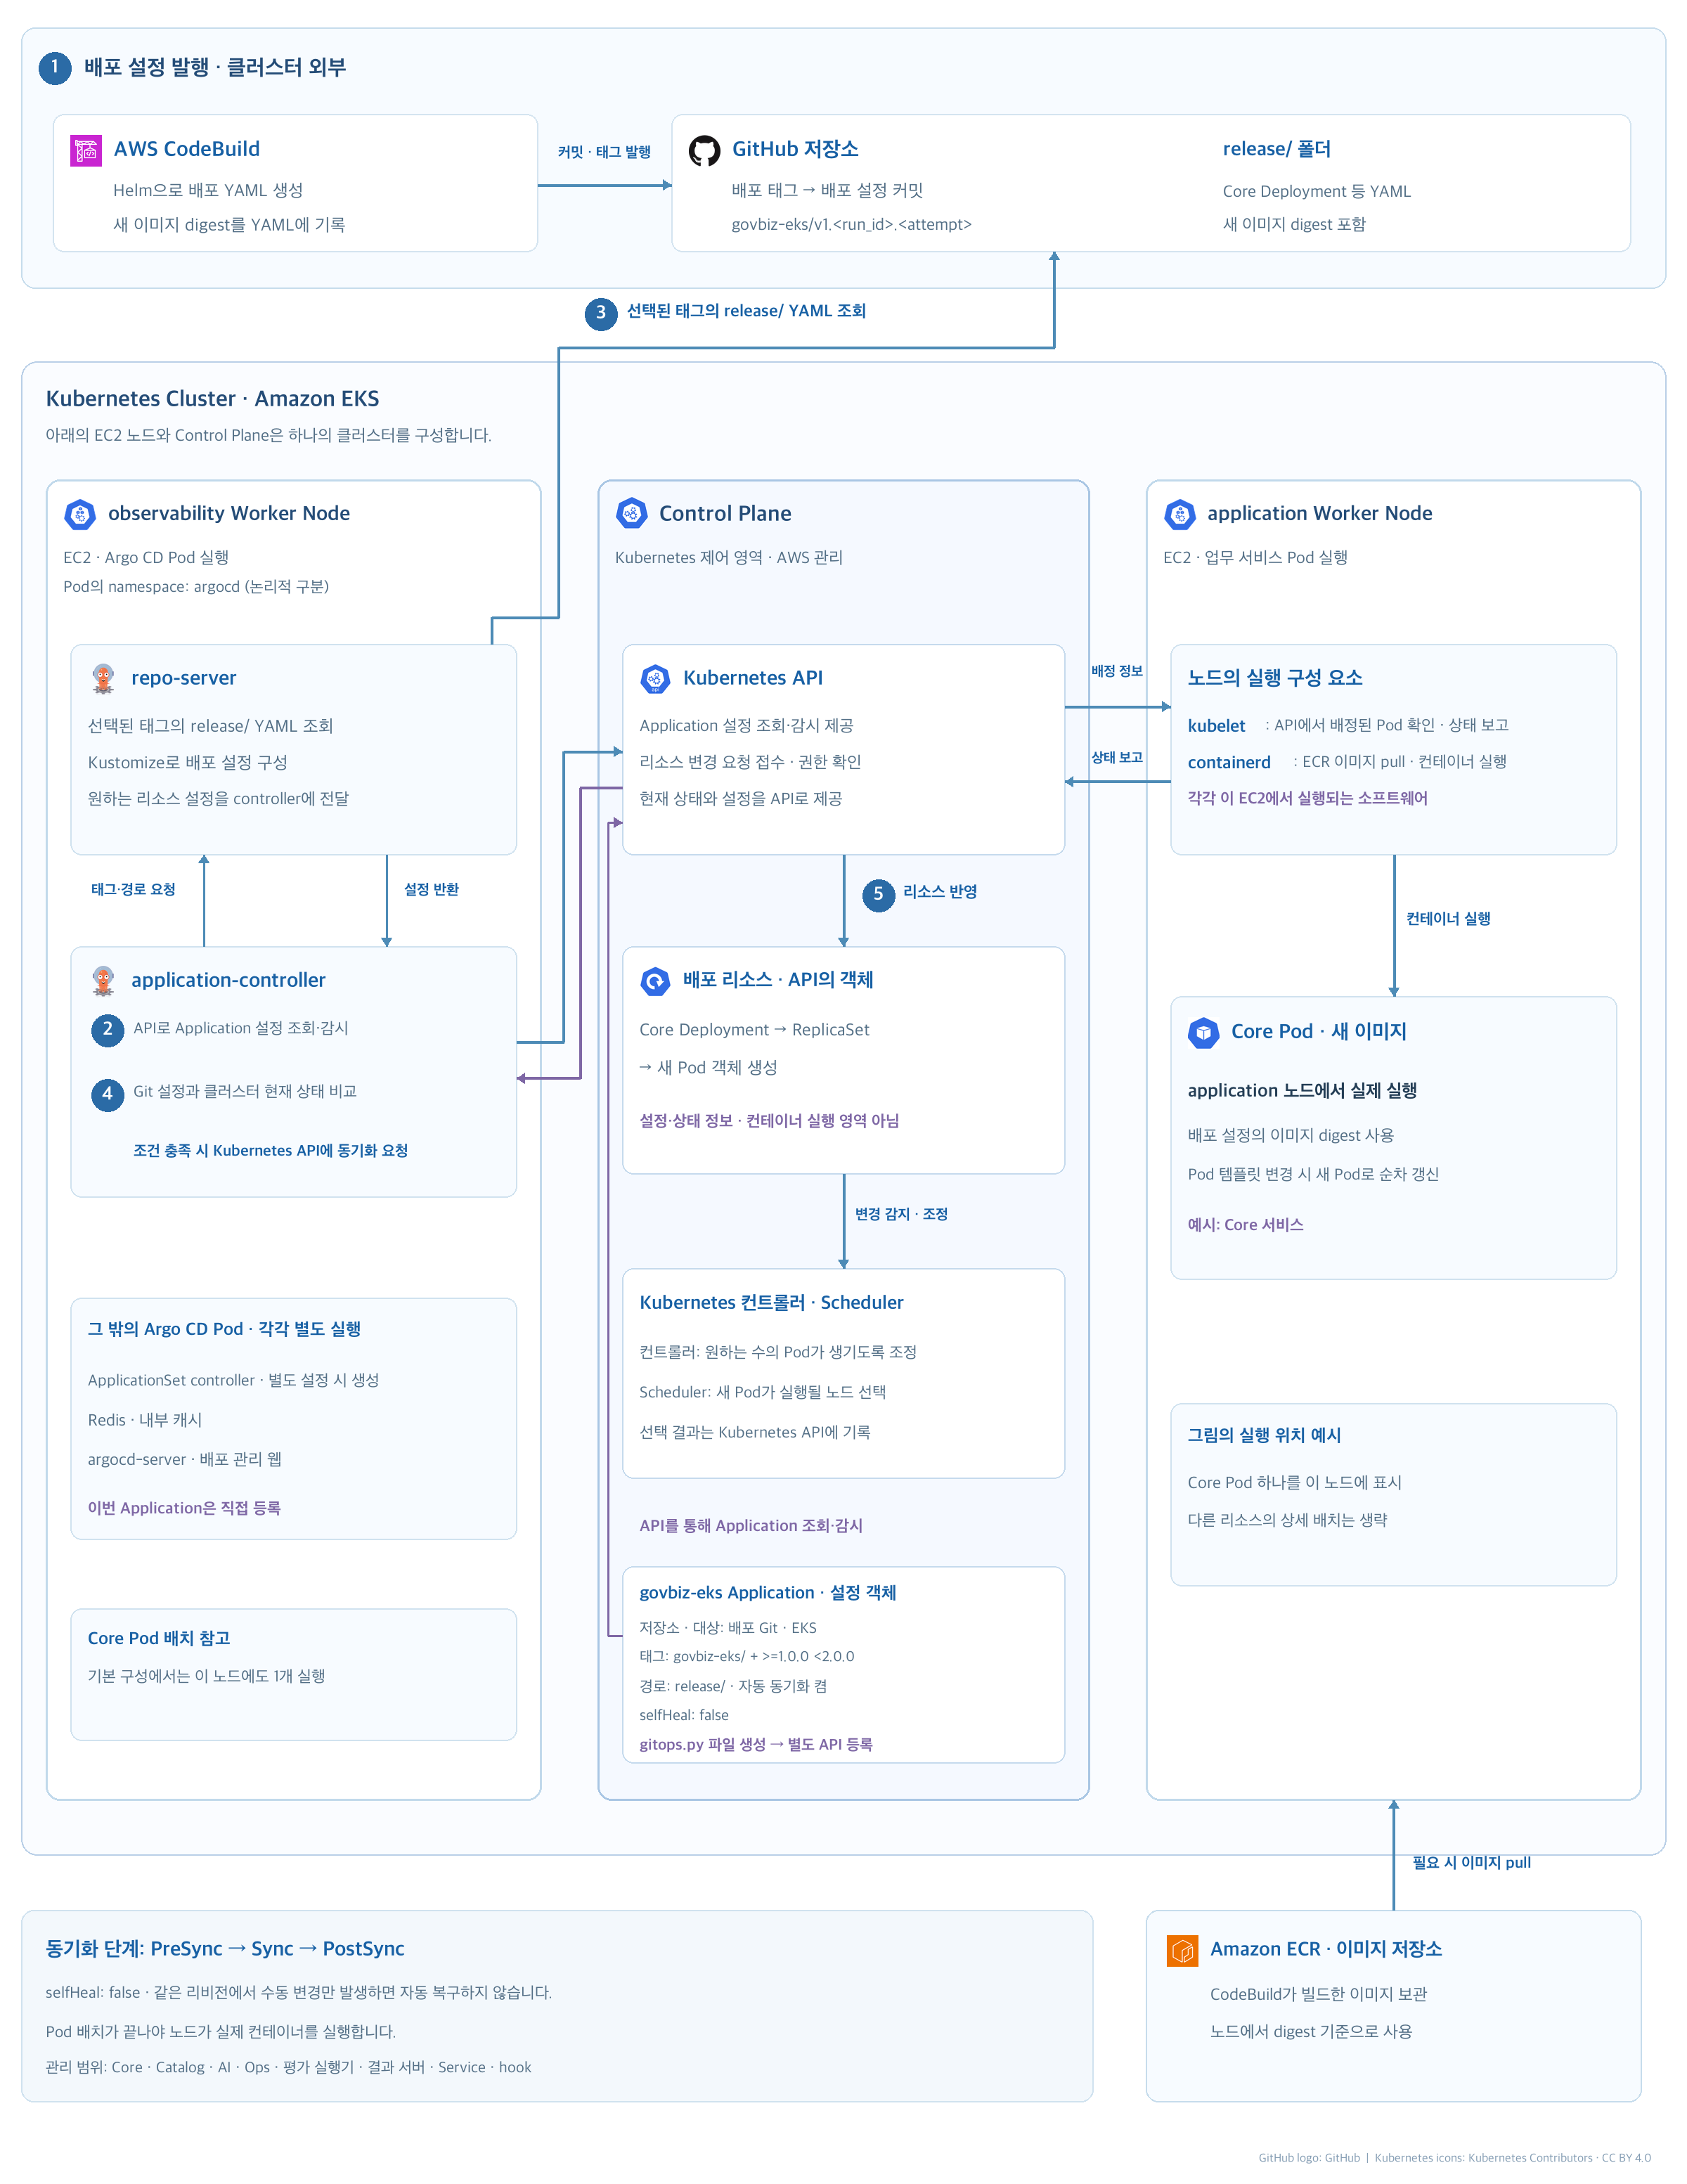 1 배포 설정 발행 · 클러스터 외부
AWS CodeBuild
Helm으로 배포 YAML 생성
새 이미지 digest를 YAML에 기록
커밋 · 태그 발행
GitHub 저장소
배포 태그 → 배포 설정 커밋
govbiz-eks/v1.<run_id>.<attempt>
release/ 폴더
Core Deployment 등 YAML
새 이미지 digest 포함
3 선택된 태그의 release/ YAML 조회
Kubernetes Cluster · Amazon EKS
아래의 EC2 노드와 Control Plane은 하나의 클러스터를 구성합니다.
observability Worker Node
EC2 · Argo CD Pod 실행
Pod의 namespace: argocd (논리적 구분)
repo-server
선택된 태그의 release/ YAML 조회
Kustomize로 배포 설정 구성
원하는 리소스 설정을 controller에 전달
태그·경로 요청
설정 반환
application-controller
2 API로 Application 설정 조회·감시
4 Git 설정과 클러스터 현재 상태 비교
조건 충족 시 Kubernetes API에 동기화 요청
그 밖의 Argo CD Pod · 각각 별도 실행
ApplicationSet controller · 별도 설정 시 생성
Redis · 내부 캐시
argocd-server · 배포 관리 웹
이번 Application은 직접 등록
Core Pod 배치 참고
기본 구성에서는 이 노드에도 1개 실행
Control Plane
Kubernetes 제어 영역 · AWS 관리
Kubernetes API
Application 설정 조회·감시 제공
리소스 변경 요청 접수 · 권한 확인
현재 상태와 설정을 API로 제공
5 리소스 반영
배포 리소스 · API의 객체
Core Deployment → ReplicaSet
→ 새 Pod 객체 생성
설정·상태 정보 · 컨테이너 실행 영역 아님
변경 감지 · 조정
Kubernetes 컨트롤러 · Scheduler
컨트롤러: 원하는 수의 Pod가 생기도록 조정
Scheduler: 새 Pod가 실행될 노드 선택
선택 결과는 Kubernetes API에 기록
API를 통해 Application 조회·감시
govbiz-eks Application · 설정 객체
저장소 · 대상: 배포 Git · EKS
태그: govbiz-eks/ + >=1.0.0 <2.0.0
경로: release/ · 자동 동기화 켬
selfHeal: false
gitops.py 파일 생성 → 별도 API 등록
배정 정보
상태 보고
application Worker Node
EC2 · 업무 서비스 Pod 실행
노드의 실행 구성 요소
kubelet : API에서 배정된 Pod 확인 · 상태 보고
containerd : ECR 이미지 pull · 컨테이너 실행
각각 이 EC2에서 실행되는 소프트웨어
컨테이너 실행
Core Pod · 새 이미지
application 노드에서 실제 실행
배포 설정의 이미지 digest 사용
Pod 템플릿 변경 시 새 Pod로 순차 갱신
예시: Core 서비스
그림의 실행 위치 예시
Core Pod 하나를 이 노드에 표시
다른 리소스의 상세 배치는 생략
필요 시 이미지 pull
동기화 단계: PreSync → Sync → PostSync
selfHeal: false · 같은 리비전에서 수동 변경만 발생하면 자동 복구하지 않습니다.
Pod 배치가 끝나야 노드가 실제 컨테이너를 실행합니다.
관리 범위: Core · Catalog · AI · Ops · 평가 실행기 · 결과 서버 · Service · hook
Amazon ECR · 이미지 저장소
CodeBuild가 빌드한 이미지 보관
노드에서 digest 기준으로 사용
GitHub logo: GitHub | Kubernetes icons: Kubernetes Contributors · CC BY 4.0